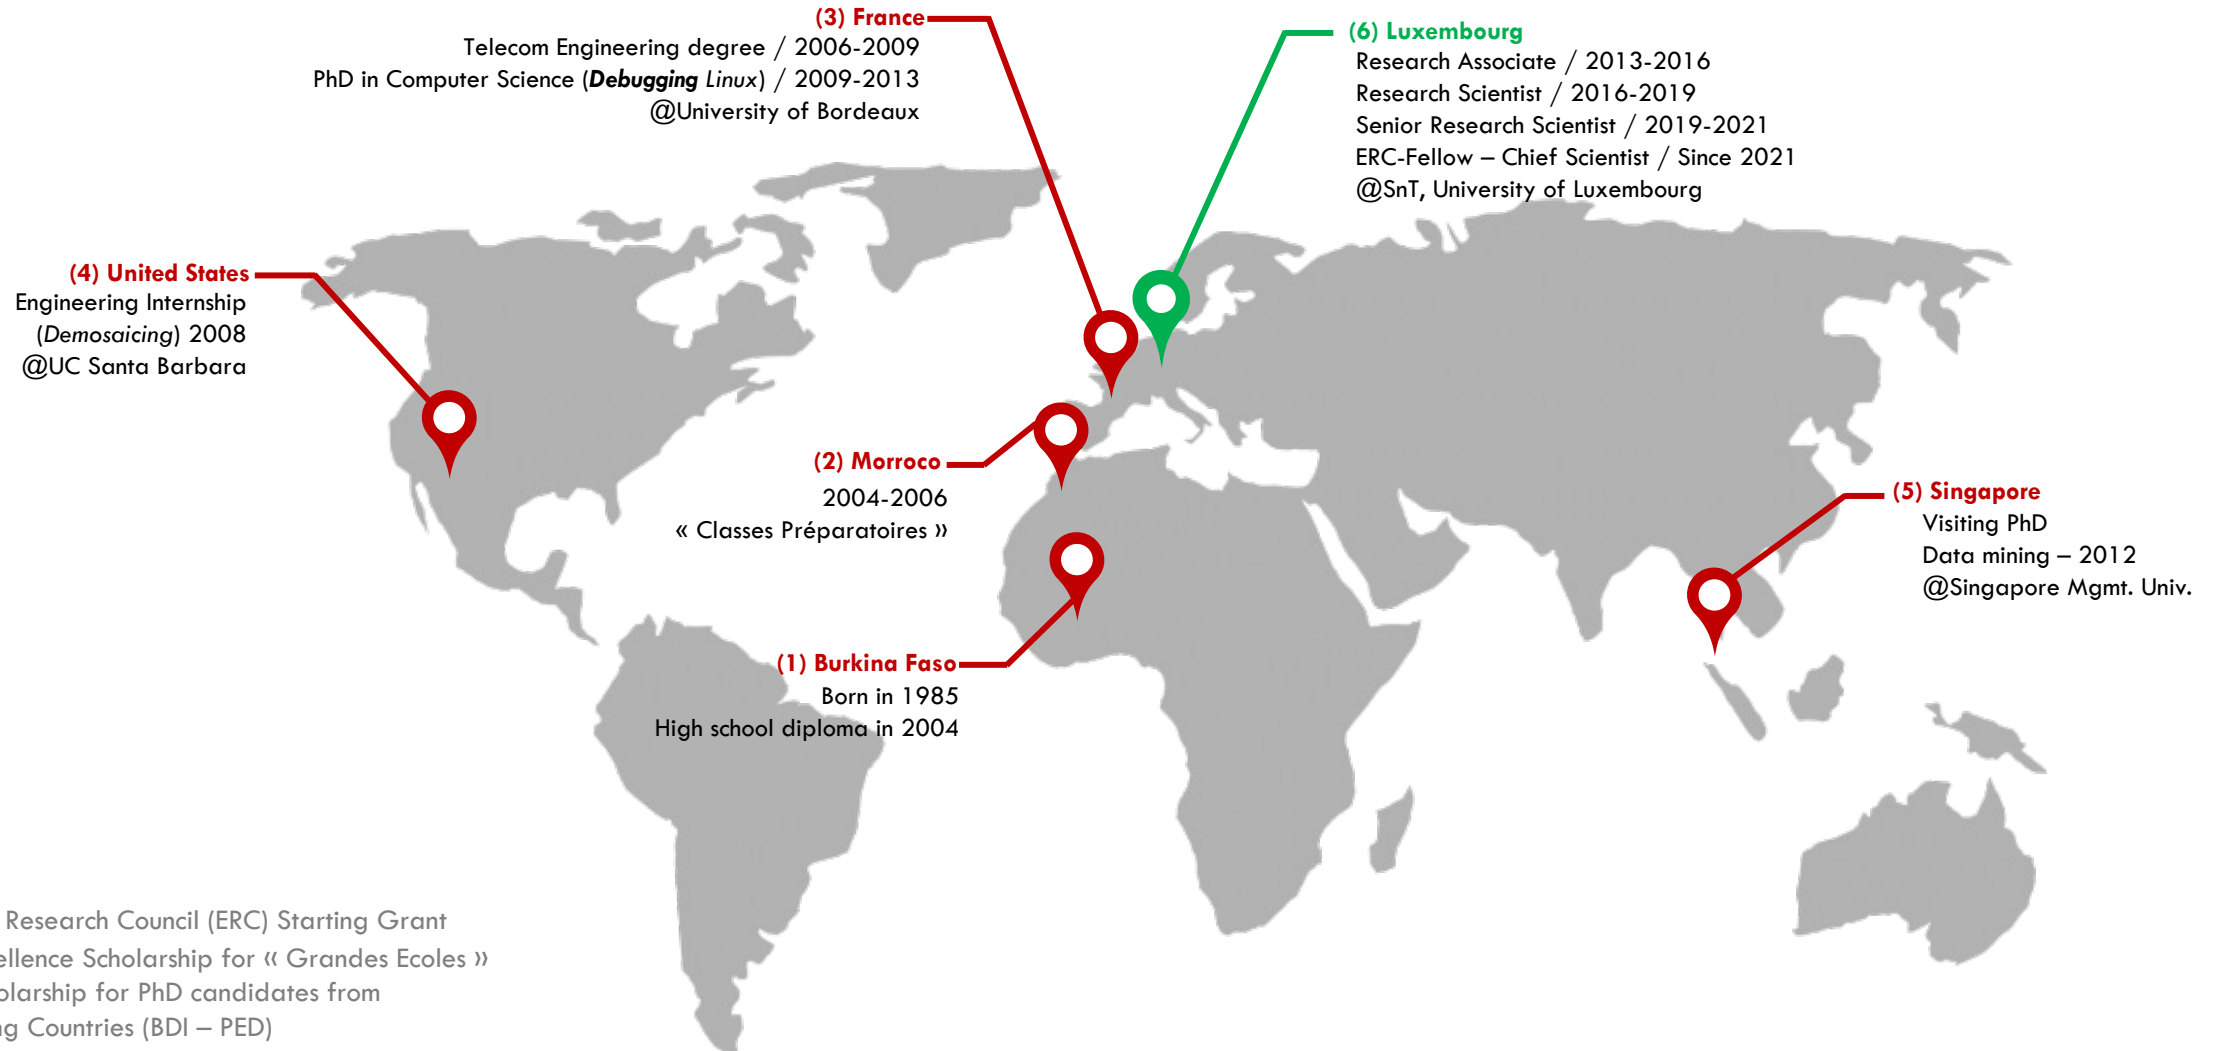 (3) France
Telecom Engineering degree / 2006-2009
PhD in Computer Science (Debugging Linux) / 2009-2013
@University of Bordeaux
(6) Luxembourg
Research Associate / 2013-2016
Research Scientist / 2016-2019
Senior Research Scientist / 2019-2021
ERC-Fellow – Chief Scientist / Since 2021
@SnT, University of Luxembourg
(4) United States
Engineering Internship
(Demosaicing) 2008
@UC Santa Barbara
(2) Morroco
2004-2006
« Classes Préparatoires »
(5) Singapore
Visiting PhD
Data mining – 2012
@Singapore Mgmt. Univ.
(1) Burkina Faso
Born in 1985
High school diploma in 2004
Research Council (ERC) Starting Grant
Scholarship for « Grandes Ecoles »
for PhD candidates from
Countries (BDI – PED)